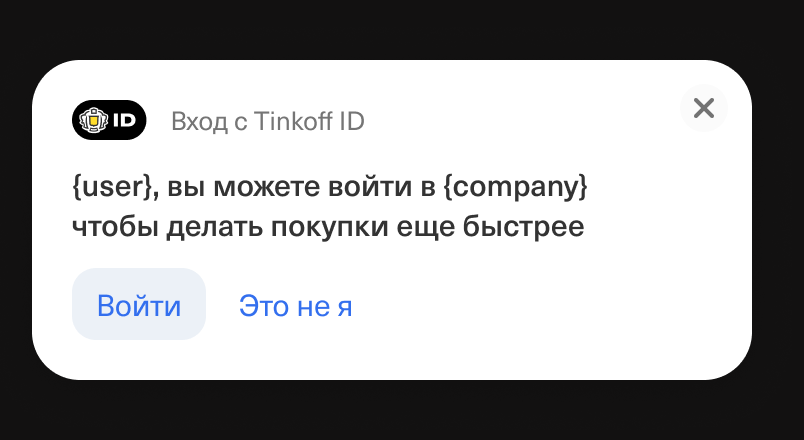 ID Вход с Tinkoff ID
{user}, вы можете войти в {company}
чтобы делать покупки еще быстрее
Войти Это не я